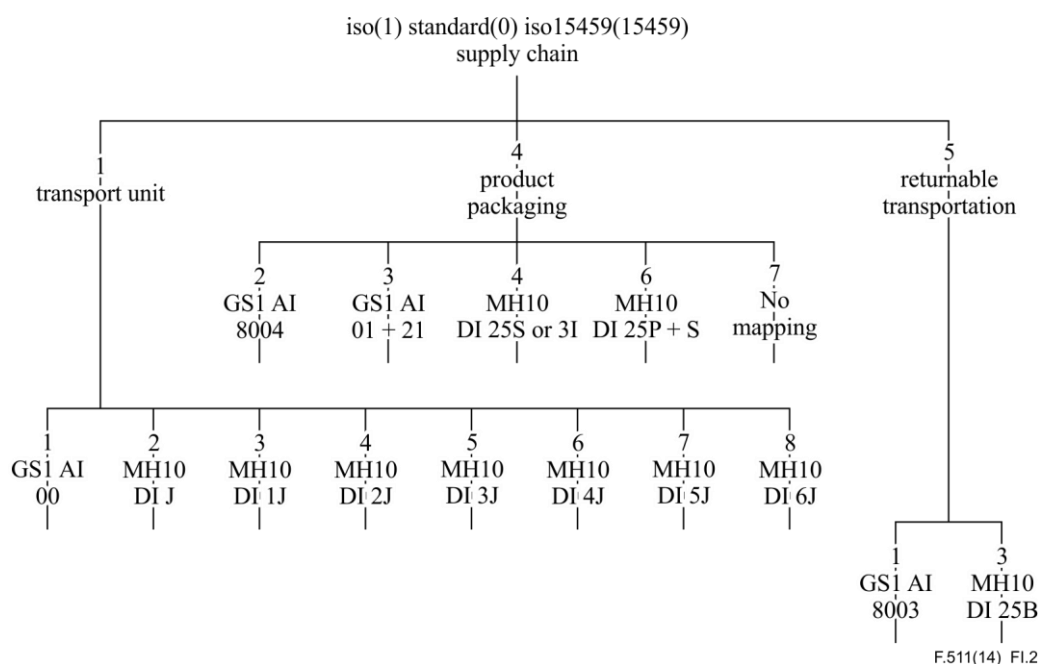 iso(1) standard(0) iso15459(15459)
supply chain
1
transport unit
4
product
packaging
5
returnable
transportation
2
GS1 AI
8004
3
GS1 AI
01 + 21
4
MH10
DI 25S or 3I
6
MH10
DI 25P + S
7
No
mapping
1
GS1 AI
00
2
MH10
DI J
3
MH10
DI 1J
4
MH10
DI 2J
5
MH10
DI 3J
6
MH10
DI 4J
7
MH10
DI 5J
8
MH10
DI 6J
1
GS1 AI
8003
3
MH10
DI 25B
F.511(14)_FI.2